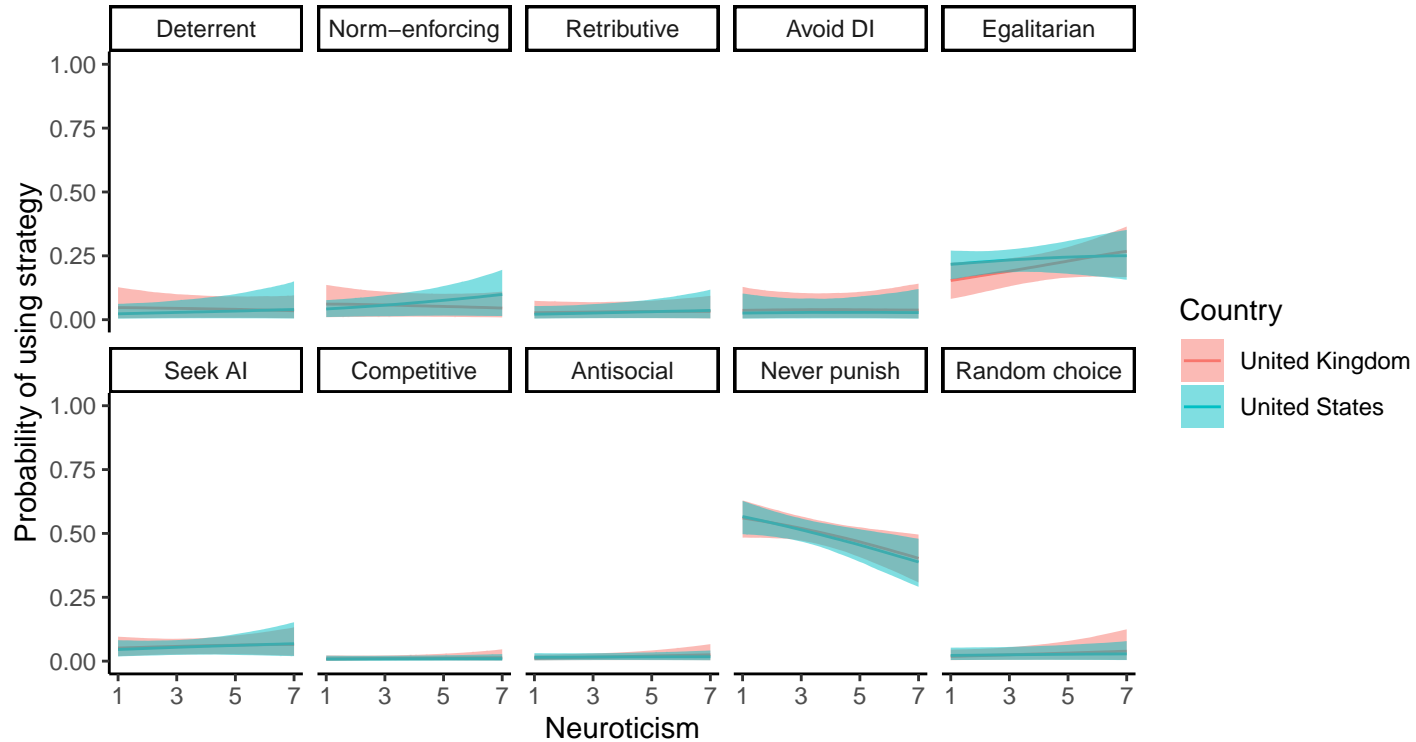 Deterrent Norm−enforcing Retributive Avoid DI Egalitarian
1.00
0.75
0.50
0.25
0.00
Seek AI Competitive Antisocial Never punish Random choice
1.00
0.75
0.50
0.25
0.00
1 3 5 7 1 3 5 7 1 3 5 7 1 3 5 7 1 3 5 7
Neuroticism
Probability of using strategy
Country
United Kingdom
United States